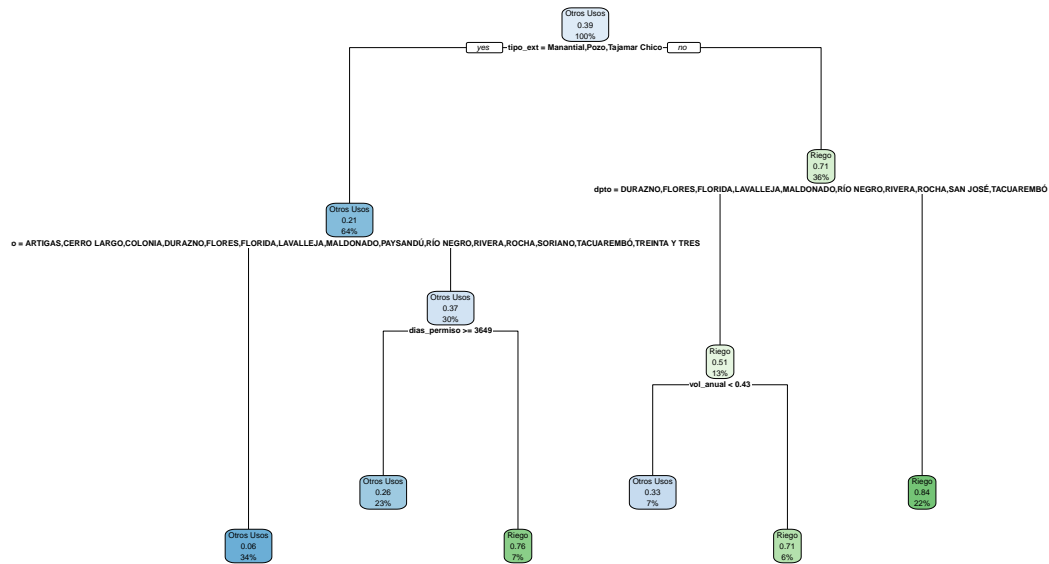 Otros Usos
0.39
100%
yes tipo_ext = Manantial,Pozo,Tajamar Chico no
Riego
0.71
36%
dpto = DURAZNO,FLORES,FLORIDA,LAVALLEJA,MALDONADO,RÍO NEGRO,RIVERA,ROCHA,SAN JOSÉ,TACUAREMBÓ
Otros Usos
0.21
64%
o = ARTIGAS,CERRO LARGO,COLONIA,DURAZNO,FLORES,FLORIDA,LAVALLEJA,MALDONADO,PAYSANDÚ,RÍO NEGRO,RIVERA,ROCHA,SORIANO,TACUAREMBÓ,TREINTA Y TRES
Otros Usos
0.37
30%
dias_permiso >= 3649
Riego
0.51
13%
vol_anual < 0.43
Otros Usos
0.26
23%
Otros Usos
0.33
7%
Riego
0.84
22%
Otros Usos
0.06
34%
Riego
0.76
7%
Riego
0.71
6%